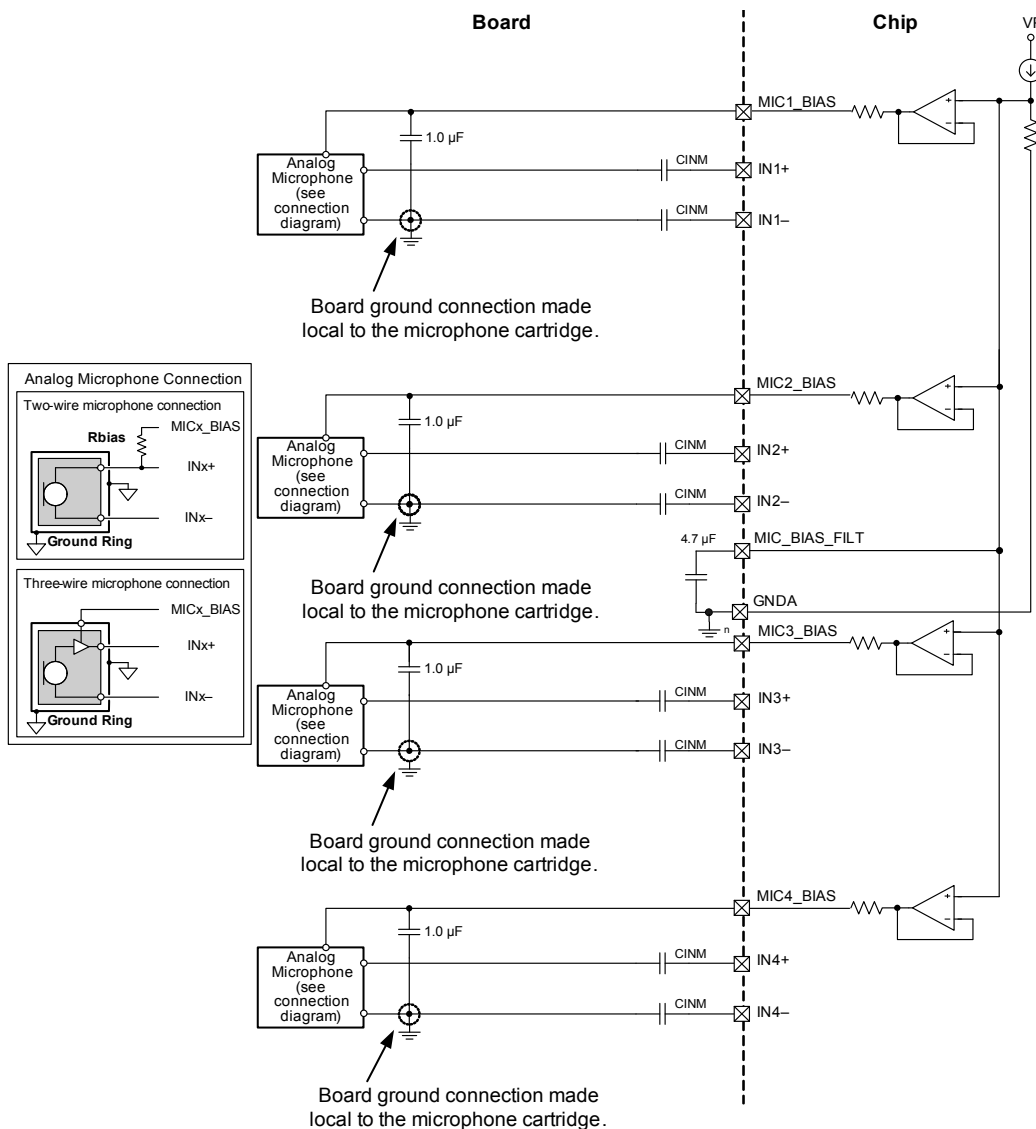 Board
Chip
VP
MIC1_BIAS
1.0 µF
Analog
Microphone
(see
connection
diagram)
CINM
IN1+
CINM
IN1–
Board ground connection made
local to the microphone cartridge.
MIC2_BIAS
1.0 µF
Analog
Microphone
(see
connection
diagram)
CINM
IN2+
CINM
IN2–
Board ground connection made
local to the microphone cartridge.
4.7 µF
MIC_BIAS_FILT
GNDA
n
Analog Microphone Connection
Two-wire microphone connection
MICx_BIAS
Rbias
INx+
INx–
Ground Ring
Three-wire microphone connection
MICx_BIAS
INx+
INx–
Ground Ring
MIC3_BIAS
1.0 µF
Analog
Microphone
(see
connection
diagram)
CINM
IN3+
CINM
IN3–
Board ground connection made
local to the microphone cartridge.
MIC4_BIAS
1.0 µF
Analog
Microphone
(see
connection
diagram)
CINM
IN4+
CINM
IN4–
Board ground connection made
local to the microphone cartridge.